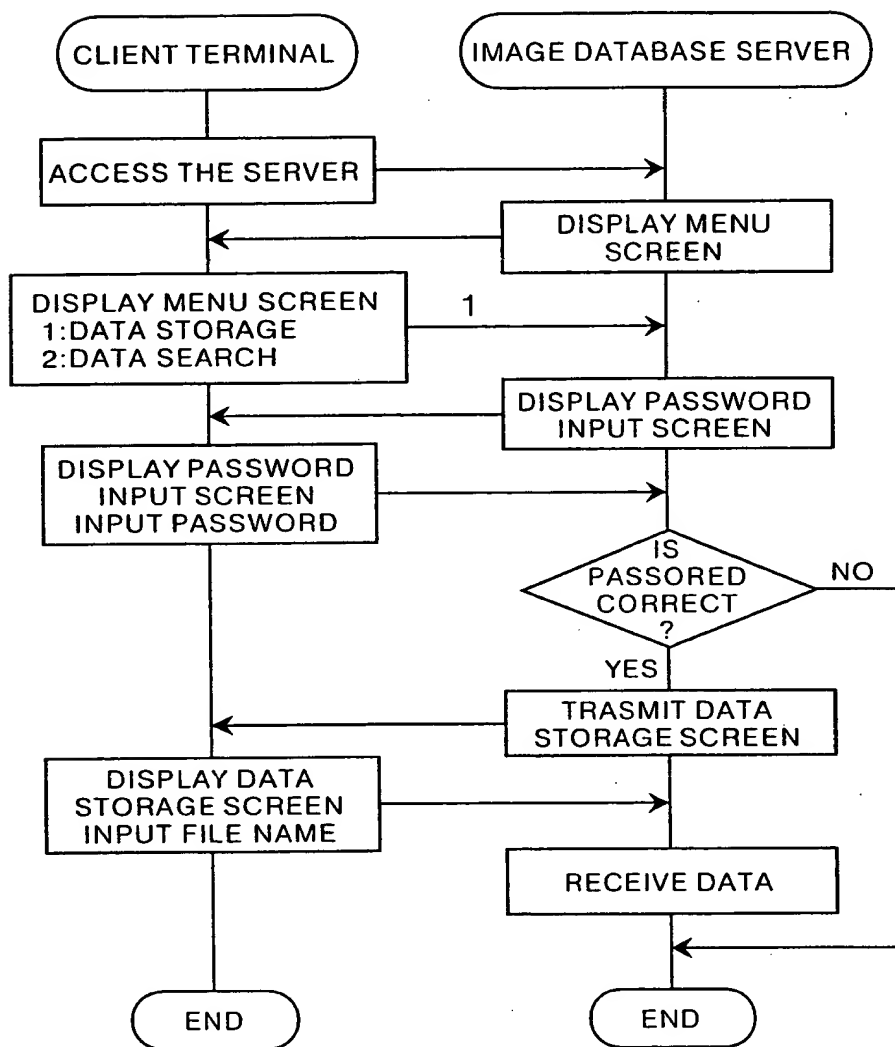 CLIENT TERMINAL
IMAGE DATABASE SERVER
ACCESS THE SERVER
DISPLAY MENU
SCREEN
DISPLAY MENU SCREEN
1:DATA STORAGE
2:DATA SEARCH
1
DISPLAY PASSWORD
INPUT SCREEN
DISPLAY PASSWORD
INPUT SCREEN
INPUT PASSWORD
IS
PASSORED
CORRECT
?
NO
YES
TRASMIT DATA
STORAGE SCREEN
DISPLAY DATA
STORAGE SCREEN
INPUT FILE NAME
RECEIVE DATA
END
END